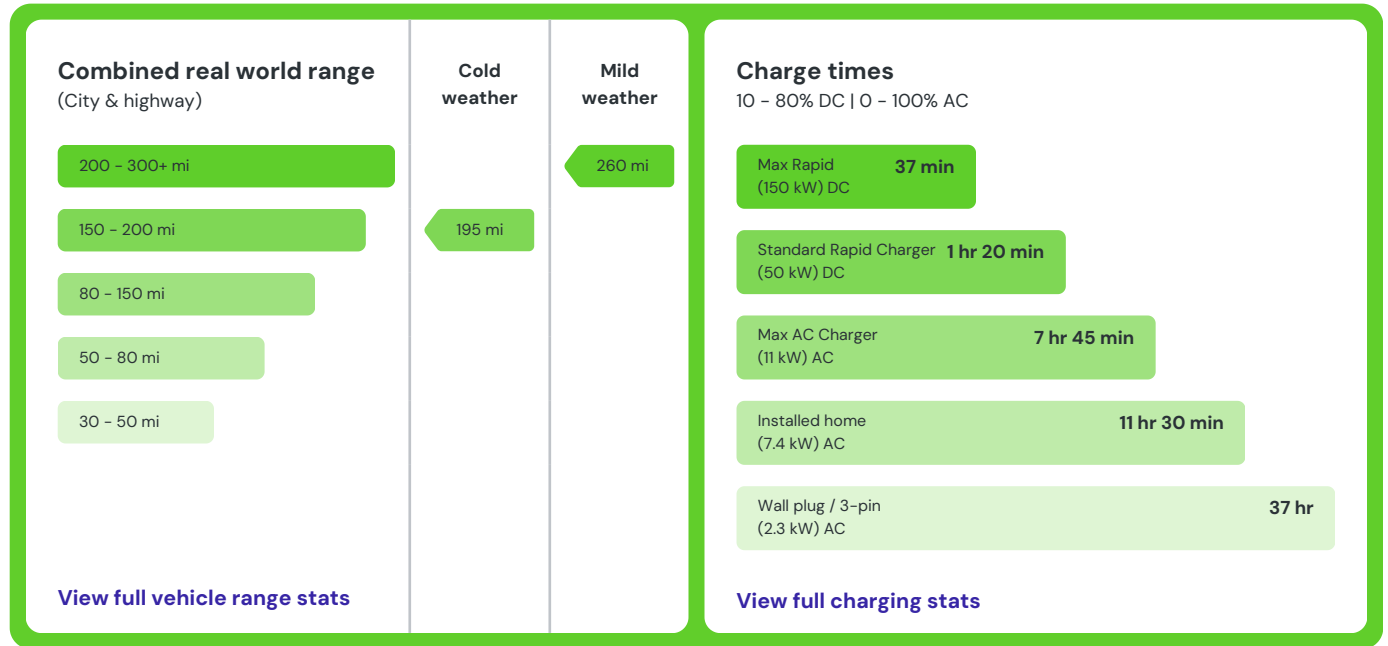 Combined real world range
(City & highway)
Cold
weather
Mild
weather
200 - 300+ mi
260 mi
150 - 200 mi
195 mi
80 - 150 mi
50 - 80 mi
30 - 50 mi
View full vehicle range stats
Charge times
10 - 80% DC | 0 - 100% AC
Max Rapid
(150 kW) DC
37 min
Standard Rapid Charger
(50 kW) DC
1 hr 20 min
Max AC Charger
(11 kW) AC
7 hr 45 min
Installed home
(7.4 kW) AC
11 hr 30 min
Wall plug / 3-pin
(2.3 kW) AC
37 hr
View full charging stats